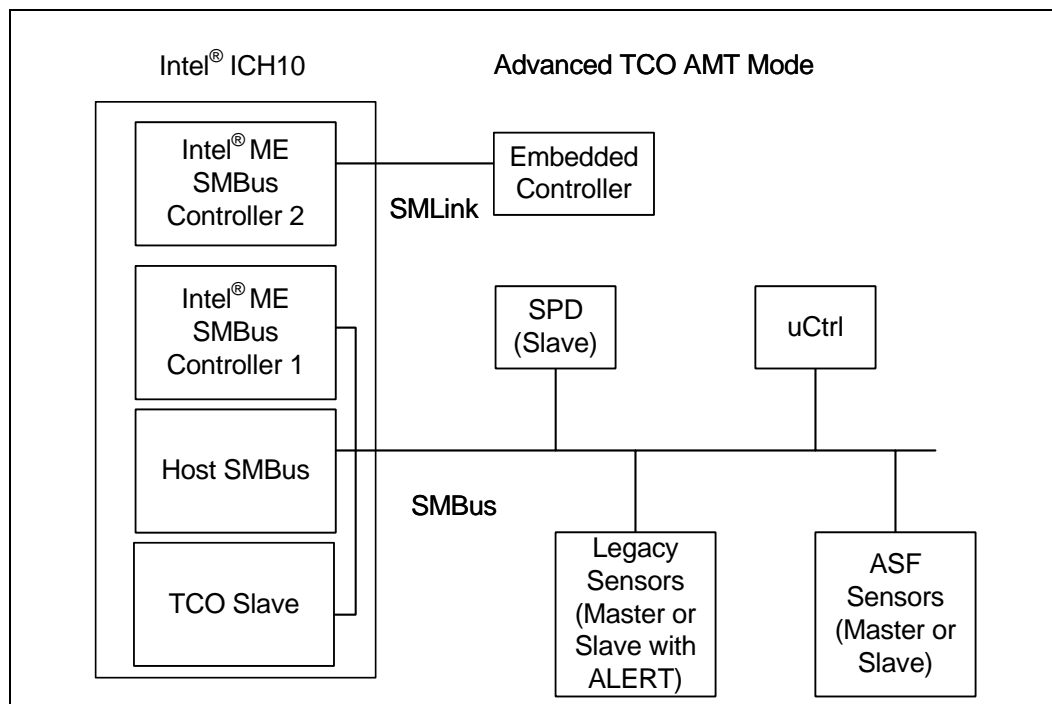 Intel® ICH10
Advanced TCO AMT Mode
Intel® ME
SMBus
Controller 2
Embedded
Controller
SMLink
Intel® ME
SMBus
Controller 1
SPD
(Slave)
uCtrl
Host SMBus
SMBus
TCO Slave
Legacy
Sensors
(Master or
Slave with
ALERT)
ASF
Sensors
(Master or
Slave)